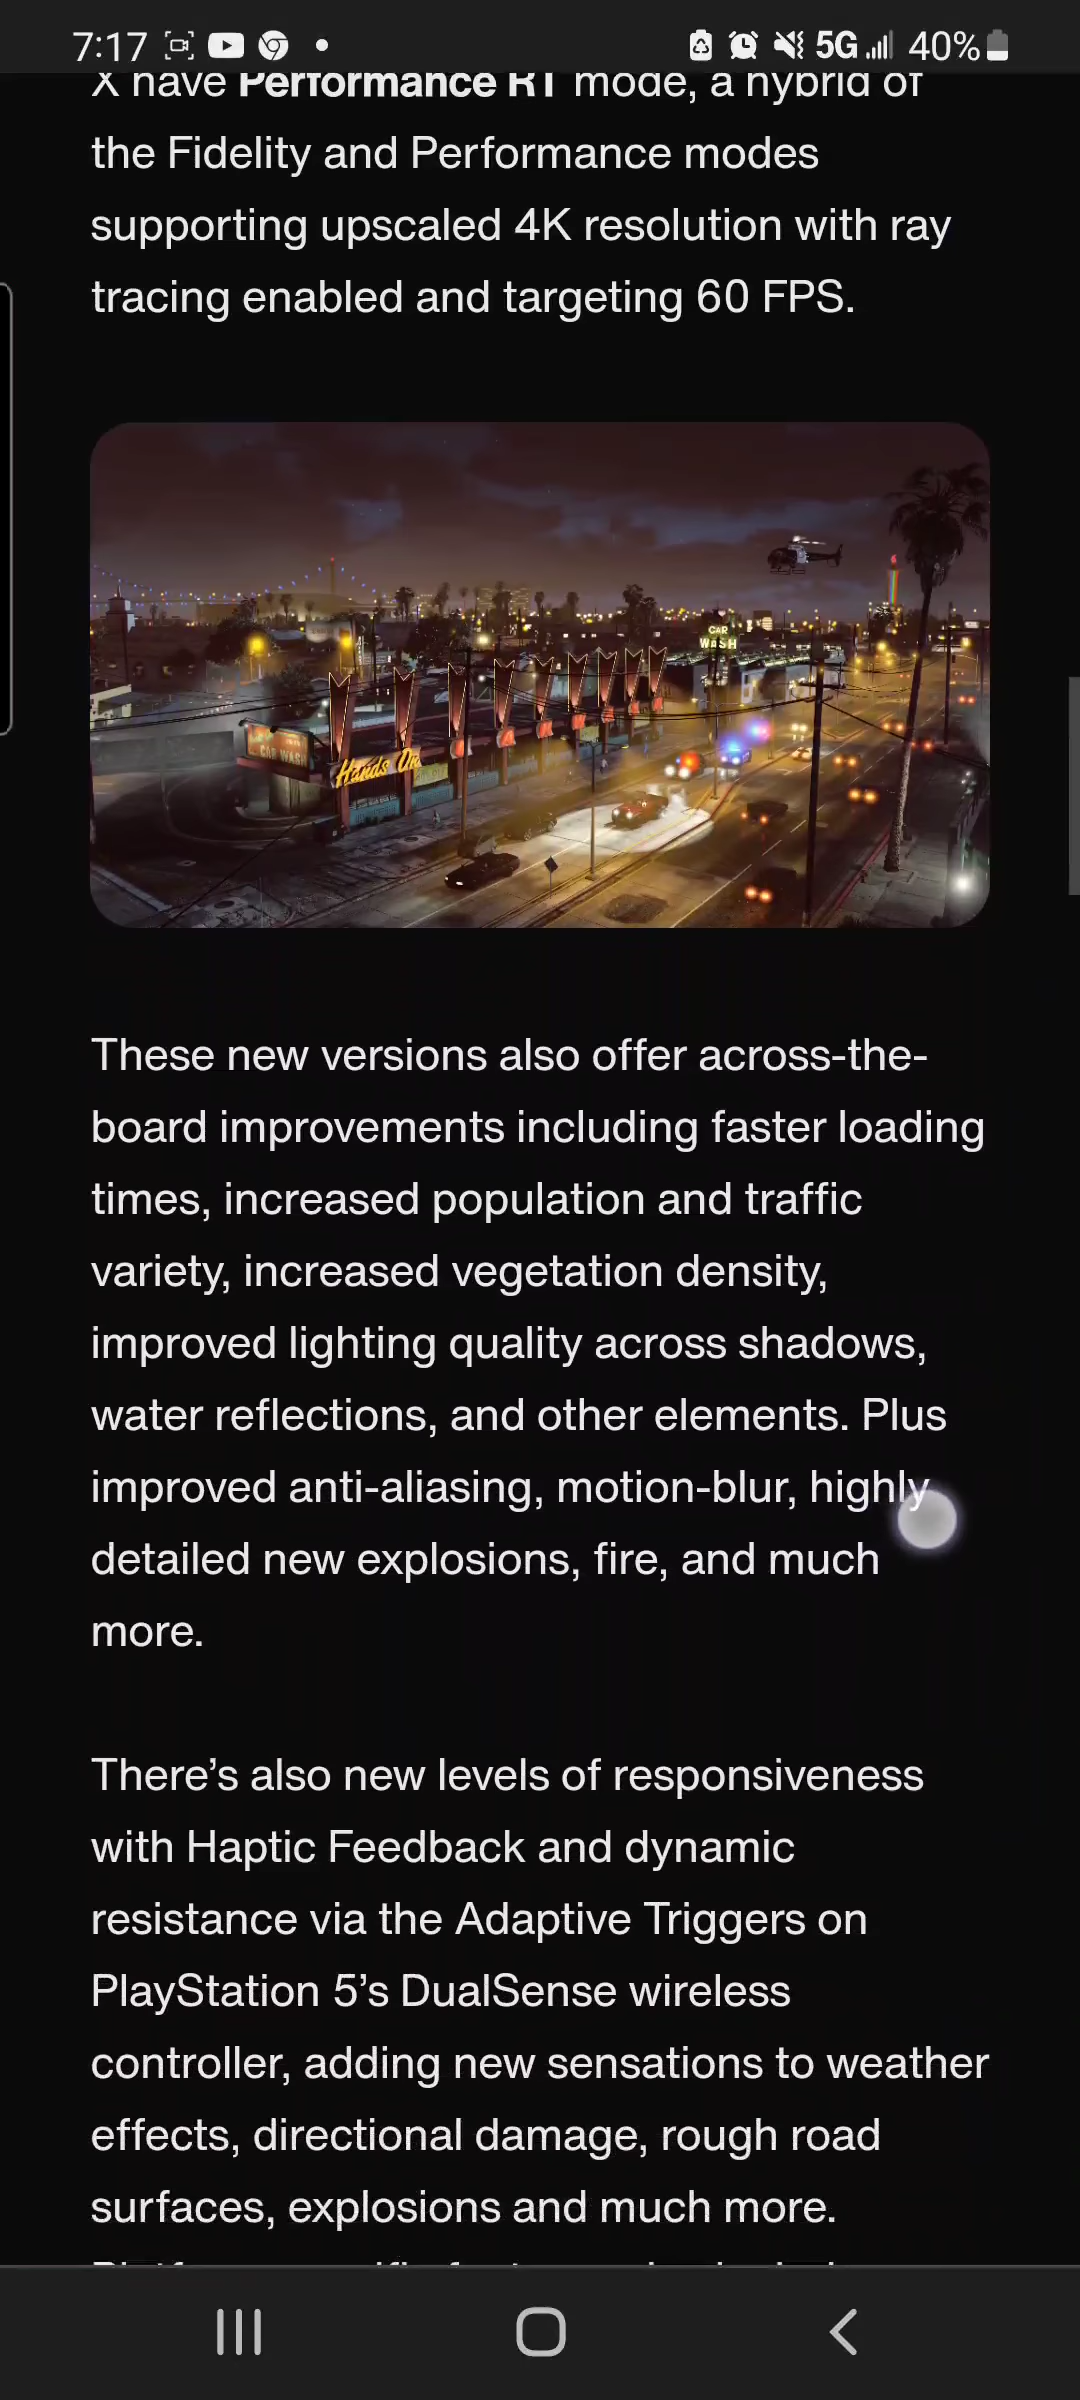 7:17
5G
40%
X have Performance RT mode, a hybrid of
the Fidelity and Performance modes
supporting upscaled 4K resolution with ray
tracing enabled and targeting 60 FPS.
CAR
WASH
CAR WASH
Hands On
These new versions also offer across-the-
board improvements including faster loading
times, increased population and traffic
variety, increased vegetation density,
improved lighting quality across shadows,
water reflections, and other elements. Plus
improved anti-aliasing, motion-blur, highly
detailed new explosions, fire, and much
more.
There’s also new levels of responsiveness
with Haptic Feedback and dynamic
resistance via the Adaptive Triggers on
PlayStation 5’s DualSense wireless
controller, adding new sensations to weather
effects, directional damage, rough road
surfaces, explosions and much more.